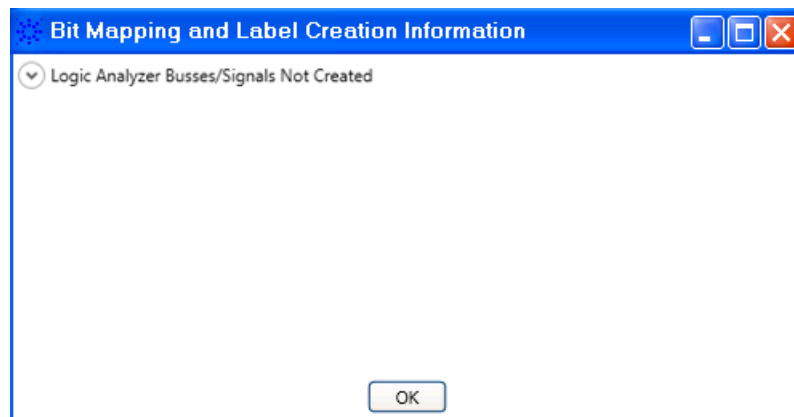 Bit Mapping and Label Creation Information
Logic Analyzer Busses/Signals Not Created
OK